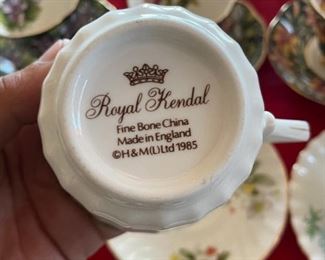 Royal Kendal
Fine Bone China
Made in England
©H&M(L)Ltd 1985